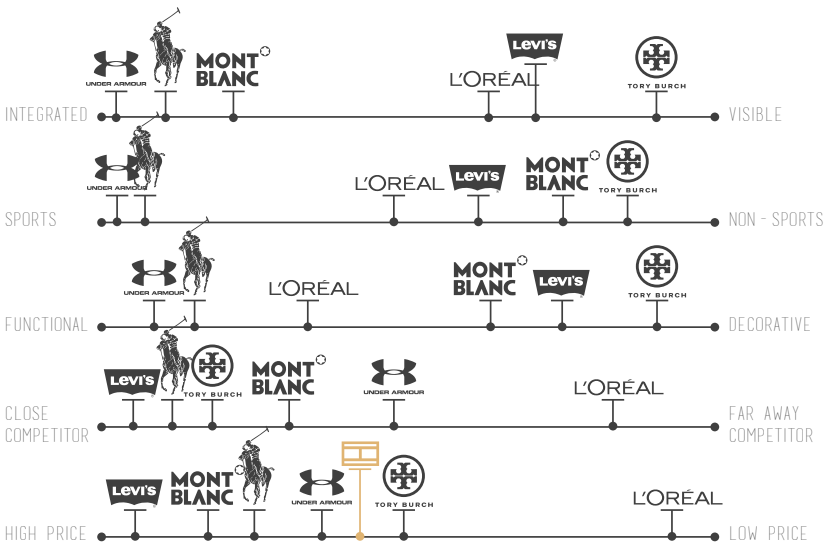 UNDER ARMOUR
MONT
BLANC
L'ORÉAL
Levi's
TORY BURCH
INTEGRATED
VISIBLE
UNDER ARMOUR
L'ORÉAL
Levi's
MONT
BLANC
TORY BURCH
SPORTS
NON - SPORTS
UNDER ARMOUR
L'ORÉAL
MONT
BLANC
Levi's
TORY BURCH
FUNCTIONAL
DECORATIVE
Levi's
TORY BURCH
MONT
BLANC
UNDER ARMOUR
L'ORÉAL
CLOSE
COMPETITOR
FAR AWAY
COMPETITOR
Levi's
MONT
BLANC
UNDER ARMOUR
TORY BURCH
L'ORÉAL
HIGH PRICE
LOW PRICE